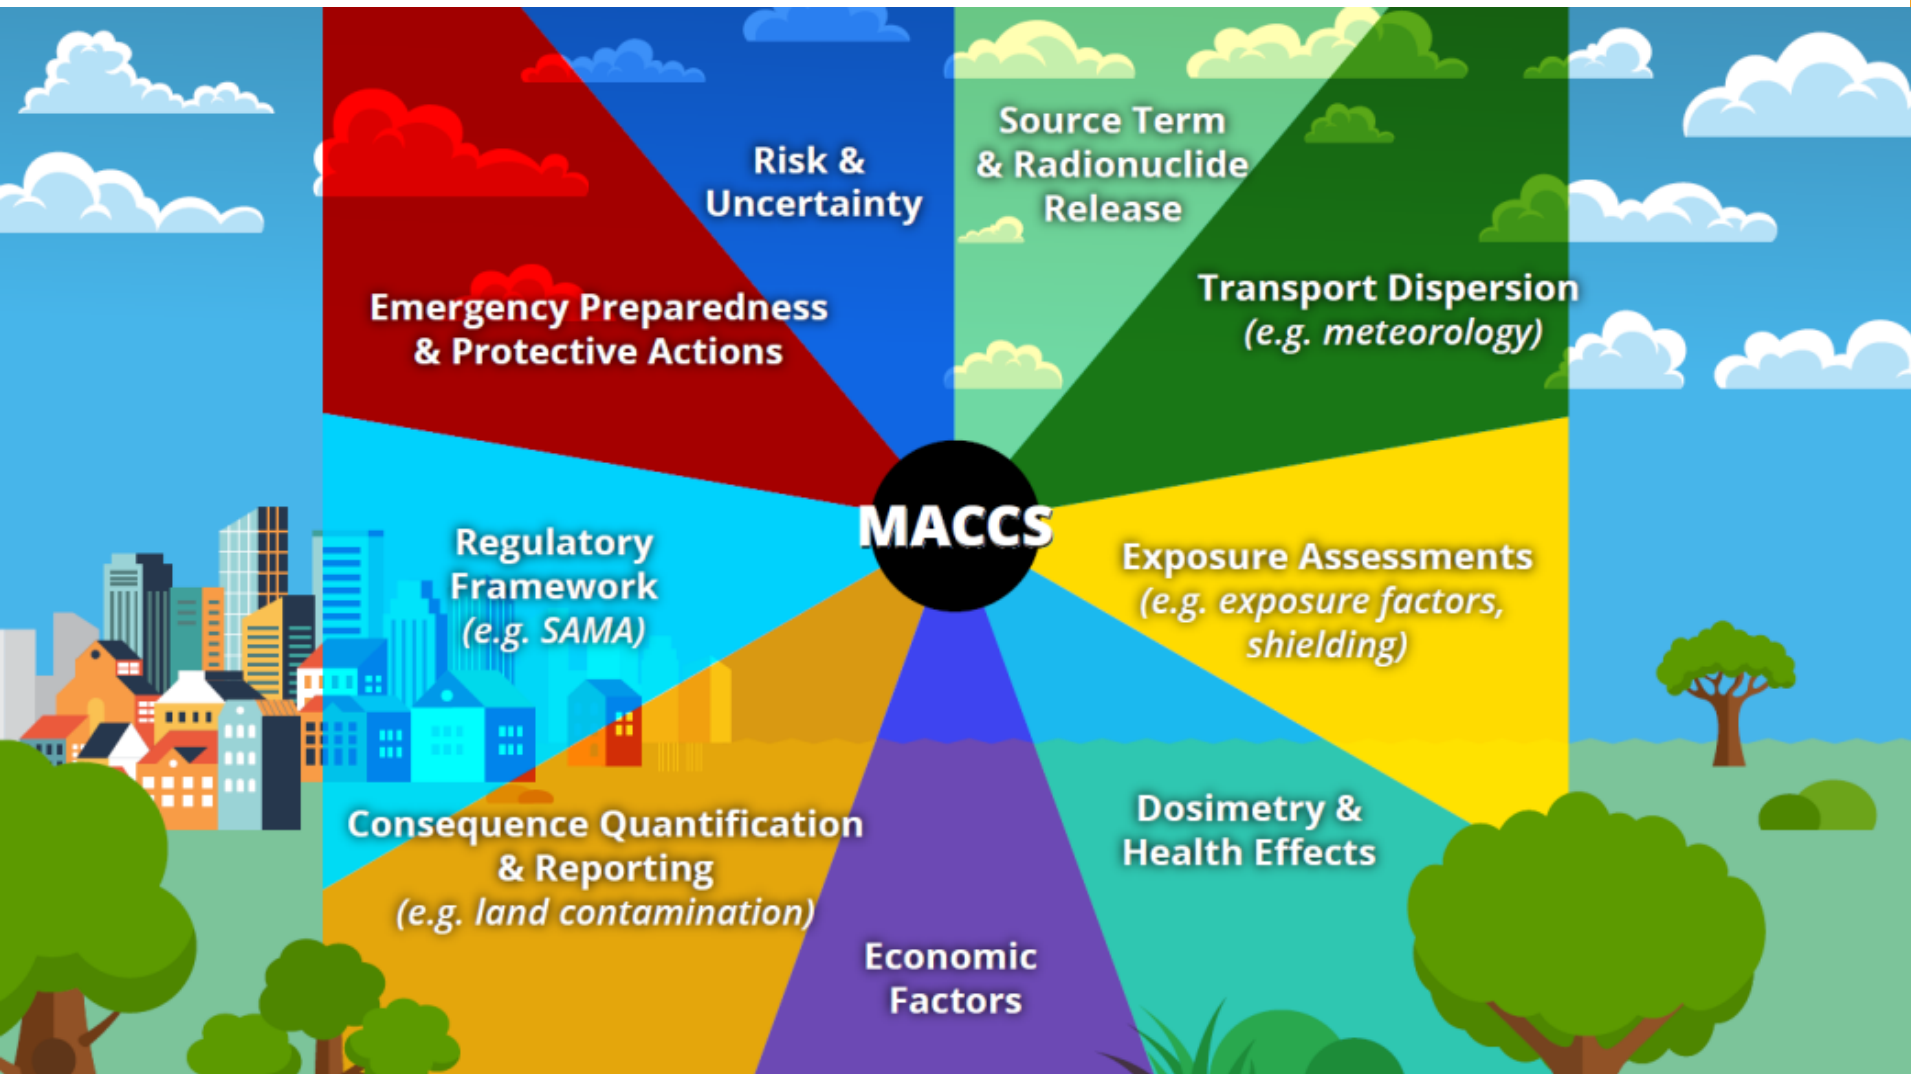 Risk &
Uncertainty
Source Term
& Radionuclide
Release
Transport Dispersion
(e.g. meteorology)
Emergency Preparedness
& Protective Actions
MACCS
Regulatory
Framework
(e.g. SAMA)
Exposure Assessments
(e.g. exposure factors,
shielding)
Consequence Quantification
& Reporting
(e.g. land contamination)
Dosimetry &
Health Effects
Economic
Factors